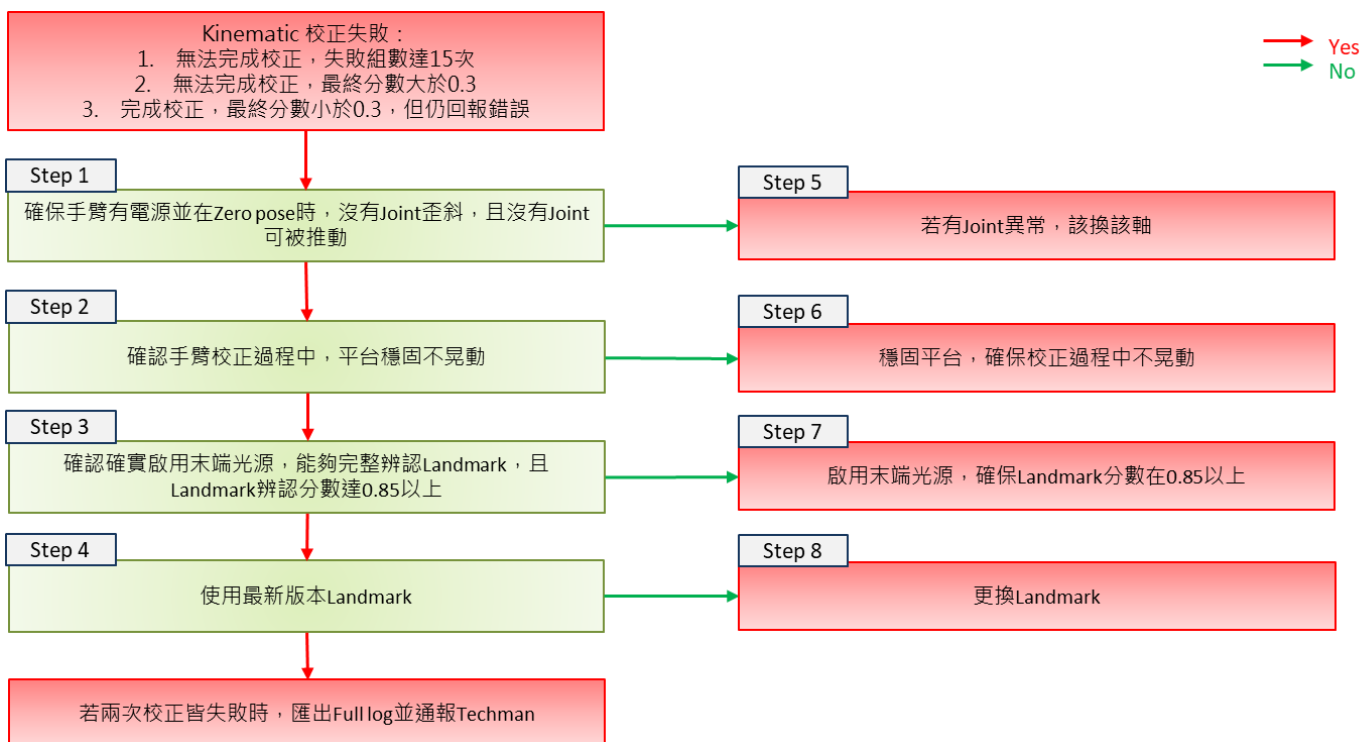 Kinematic 校正失敗：
1. 無法完成校正，失敗組數達15次
2. 無法完成校正，最終分數大於0.3
3. 完成校正，最終分數小於0.3，但仍回報錯誤
Yes
No
Step 1
確保手臂有電源並在Zero pose時，沒有Joint歪斜，且沒有Joint
可被推動
Step 5
若有Joint異常，該換該軸
Step 2
確認手臂校正過程中，平台穩固不晃動
Step 6
穩固平台，確保校正過程中不晃動
Step 3
確認確實啟用末端光源，能夠完整辨認Landmark，且
Landmark辨認分數達0.85以上
Step 7
啟用末端光源，確保Landmark分數在0.85以上
Step 4
使用最新版本Landmark
Step 8
更換Landmark
若兩次校正皆失敗時，匯出Full log並通報Techman